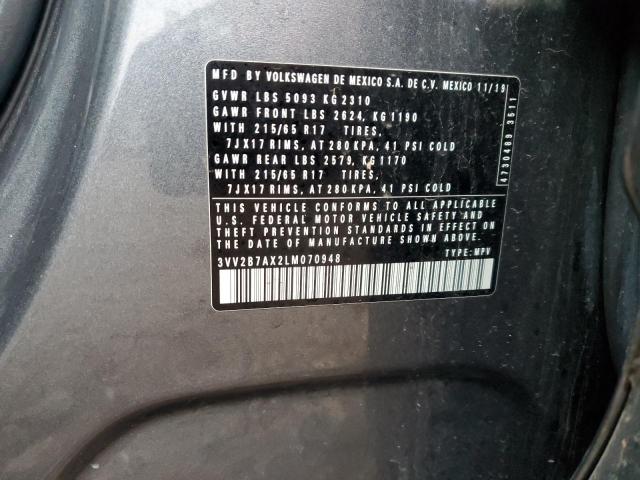 MFD BY VOLKSWAGEN DE MEXICO S.A. DE C.V. MEXICO 11/19
GVWR LBS 5093 KG 2310
GAWR FRONT LBS 2624, KG 1190
WITH 215/65 R17 TIRES,
7JX17 RIMS, AT 280 KPA, 41 PSI COLD
GAWR REAR LBS 2579, KG 1170
WITH 215/65 R17 TIRES,
7JX17 RIMS, AT 280 KPA, 41 PSI COLD
THIS VEHICLE CONFORMS TO ALL APPLICABLE
U.S. FEDERAL MOTOR VEHICLE SAFETY AND
THEFT PREVENTION STANDARDS IN EFFECT
ON THE DATE OF MANUFACTURE SHOWN ABOVE.
3VV2B7AX2LM070948 TYPE: MPV
4730489 3511